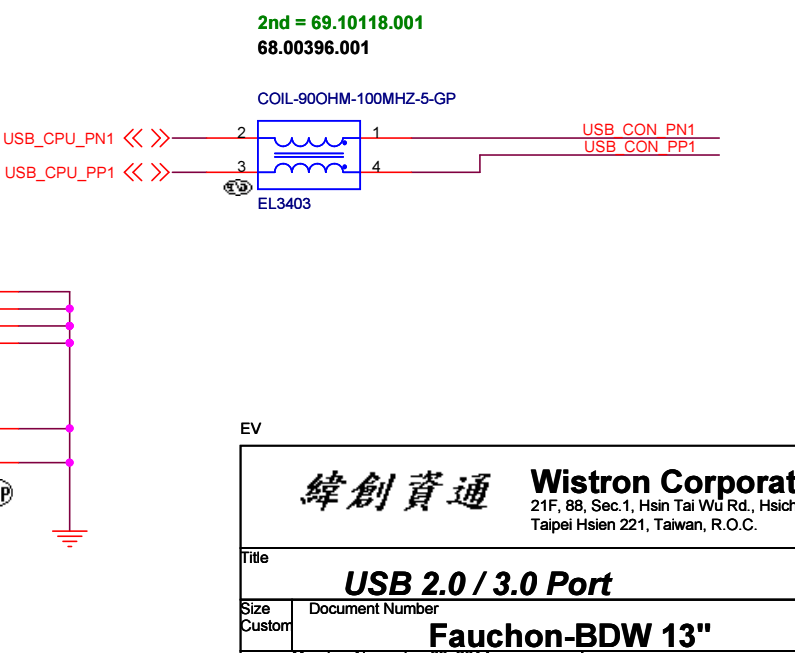 2nd = 69.10118.001
68.00396.001
COIL-90OHM-100MHZ-5-GP
USB_CPU_PN1
2
1
USB_CON_PN1
USB_CON_PP1
USB_CPU_PP1
3
4
EL3403
EV
緯創資通
Wistron Corporat
21F, 88, Sec.1, Hsin Tai Wu Rd., Hsich
Taipei Hsien 221, Taiwan, R.O.C.
Title
USB 2.0 / 3.0 Port
Size
Document Number
Custom
Fauchon-BDW 13"